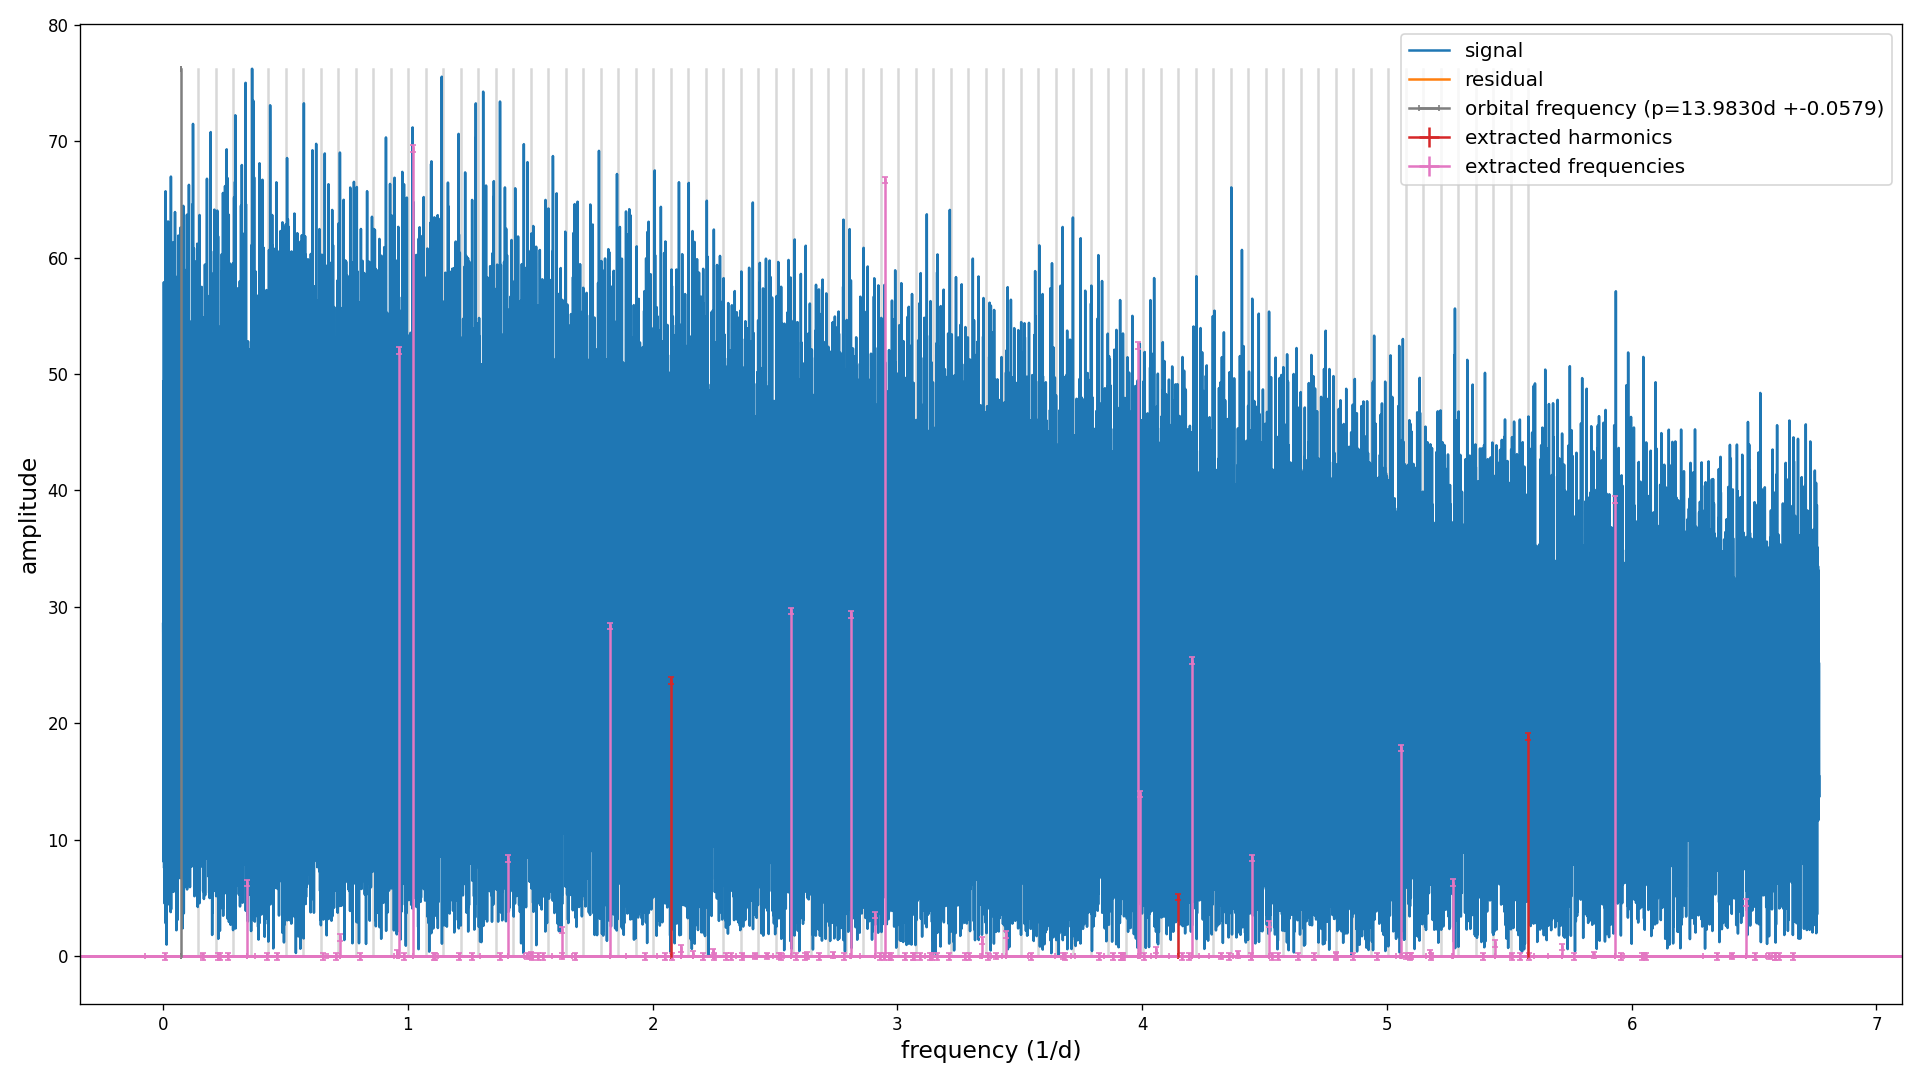 80
70
60
50
40
30
20
10
0
amplitude
0 1 2 3 4 5 6 7
frequency (1/d)
signal
residual
orbital frequency (p=13.9830d +-0.0579)
extracted harmonics
extracted frequencies